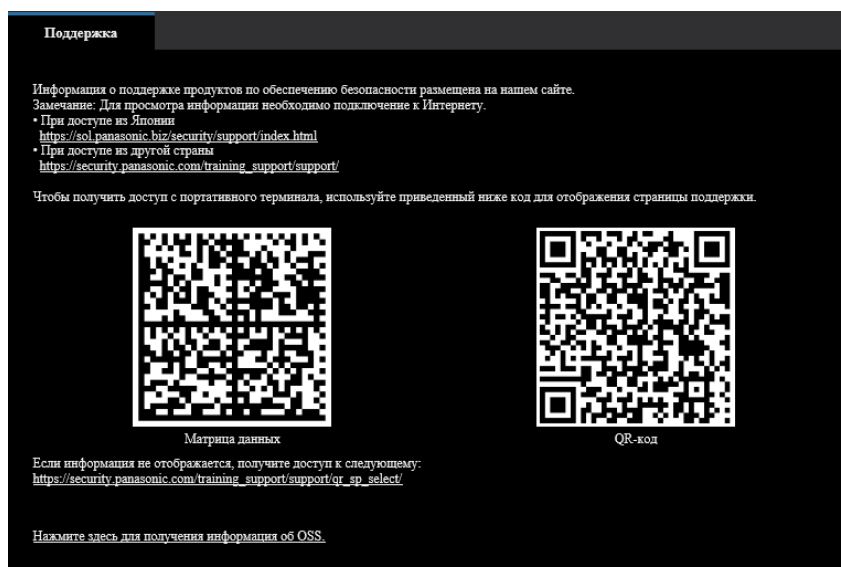 Поддержка
Информация о поддержке продуктов по обеспечению безопасности размещена на нашем сайте.
Замечание: Для просмотра информации необходимо подключение к Интернету.
• При доступе из Японии
https://sol.panasonic.biz/security/support/index.html
• При доступе из другой страны
https://security.panasonic.com/training_support/support/
Чтобы получить доступ с портативного терминала, используйте приведенный ниже код для отображения страницы поддержки.
Матрица данных
QR-код
Если информация не отображается, получите доступ к следующему:
https://security.panasonic.com/training_support/support/qr_sp_select/
Нажмите здесь для получения информация об OSS.